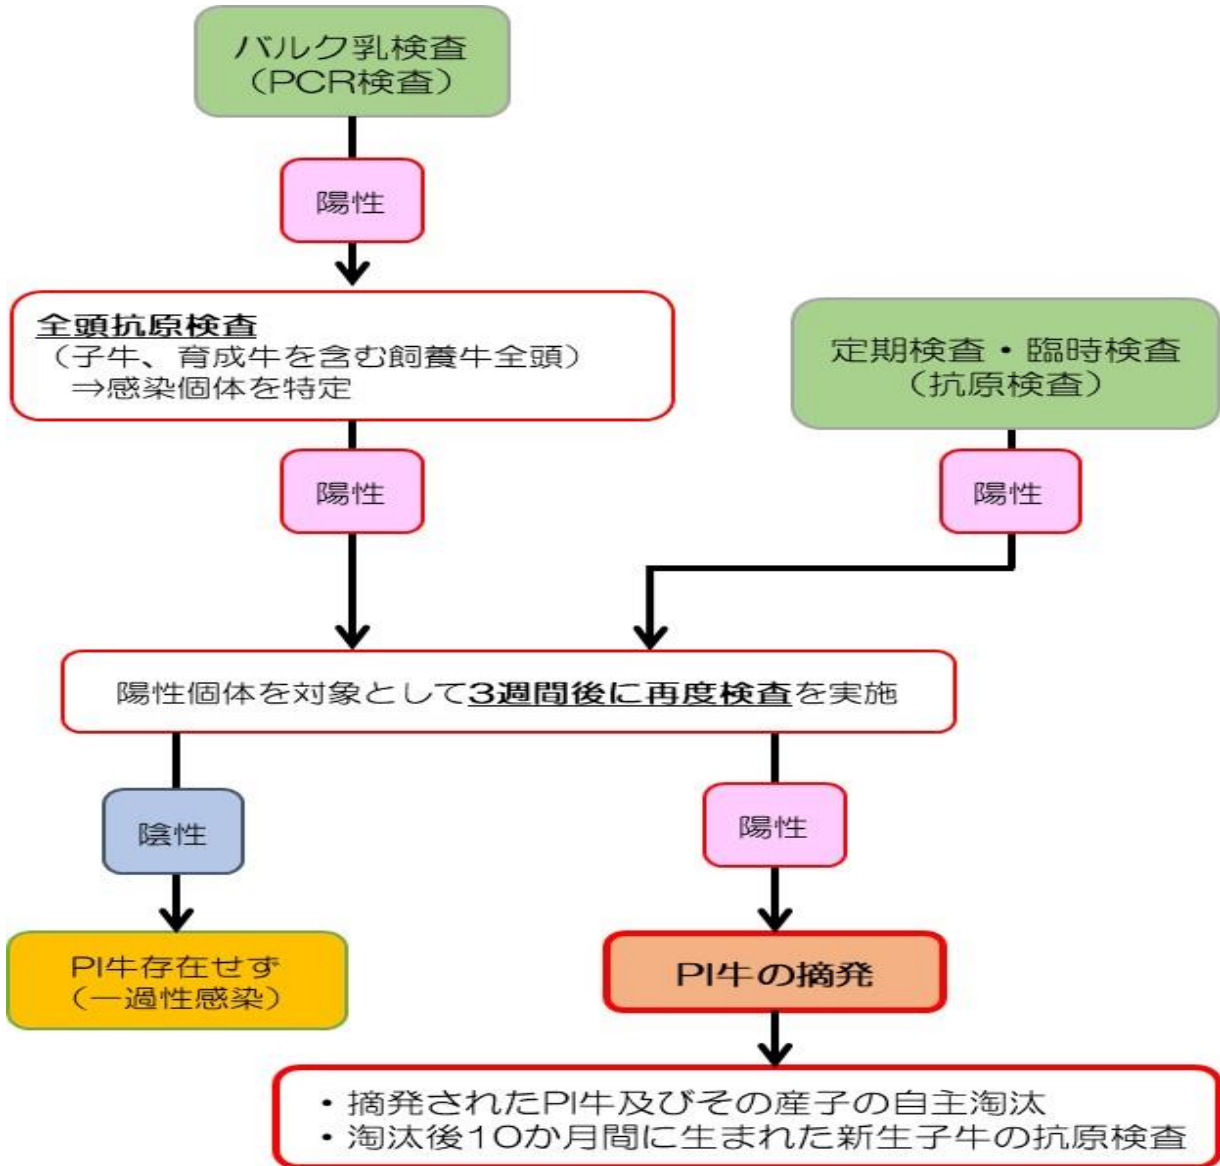 バルク乳検査
（PCR検査）
陽性
全頭抗原検査
（子牛、育成牛を含む飼養牛全頭）
⇒感染個体を特定
定期検査・臨時検査
（抗原検査）
陽性
陽性
陽性個体を対象として3週間後に再度検査を実施
陰性
陽性
PI牛存在せず
（一過性感染）
PI牛の摘発
・摘発されたPI牛及びその産子の自主淘汰
・淘汰後10か月間に生まれた新生子牛の抗原検査